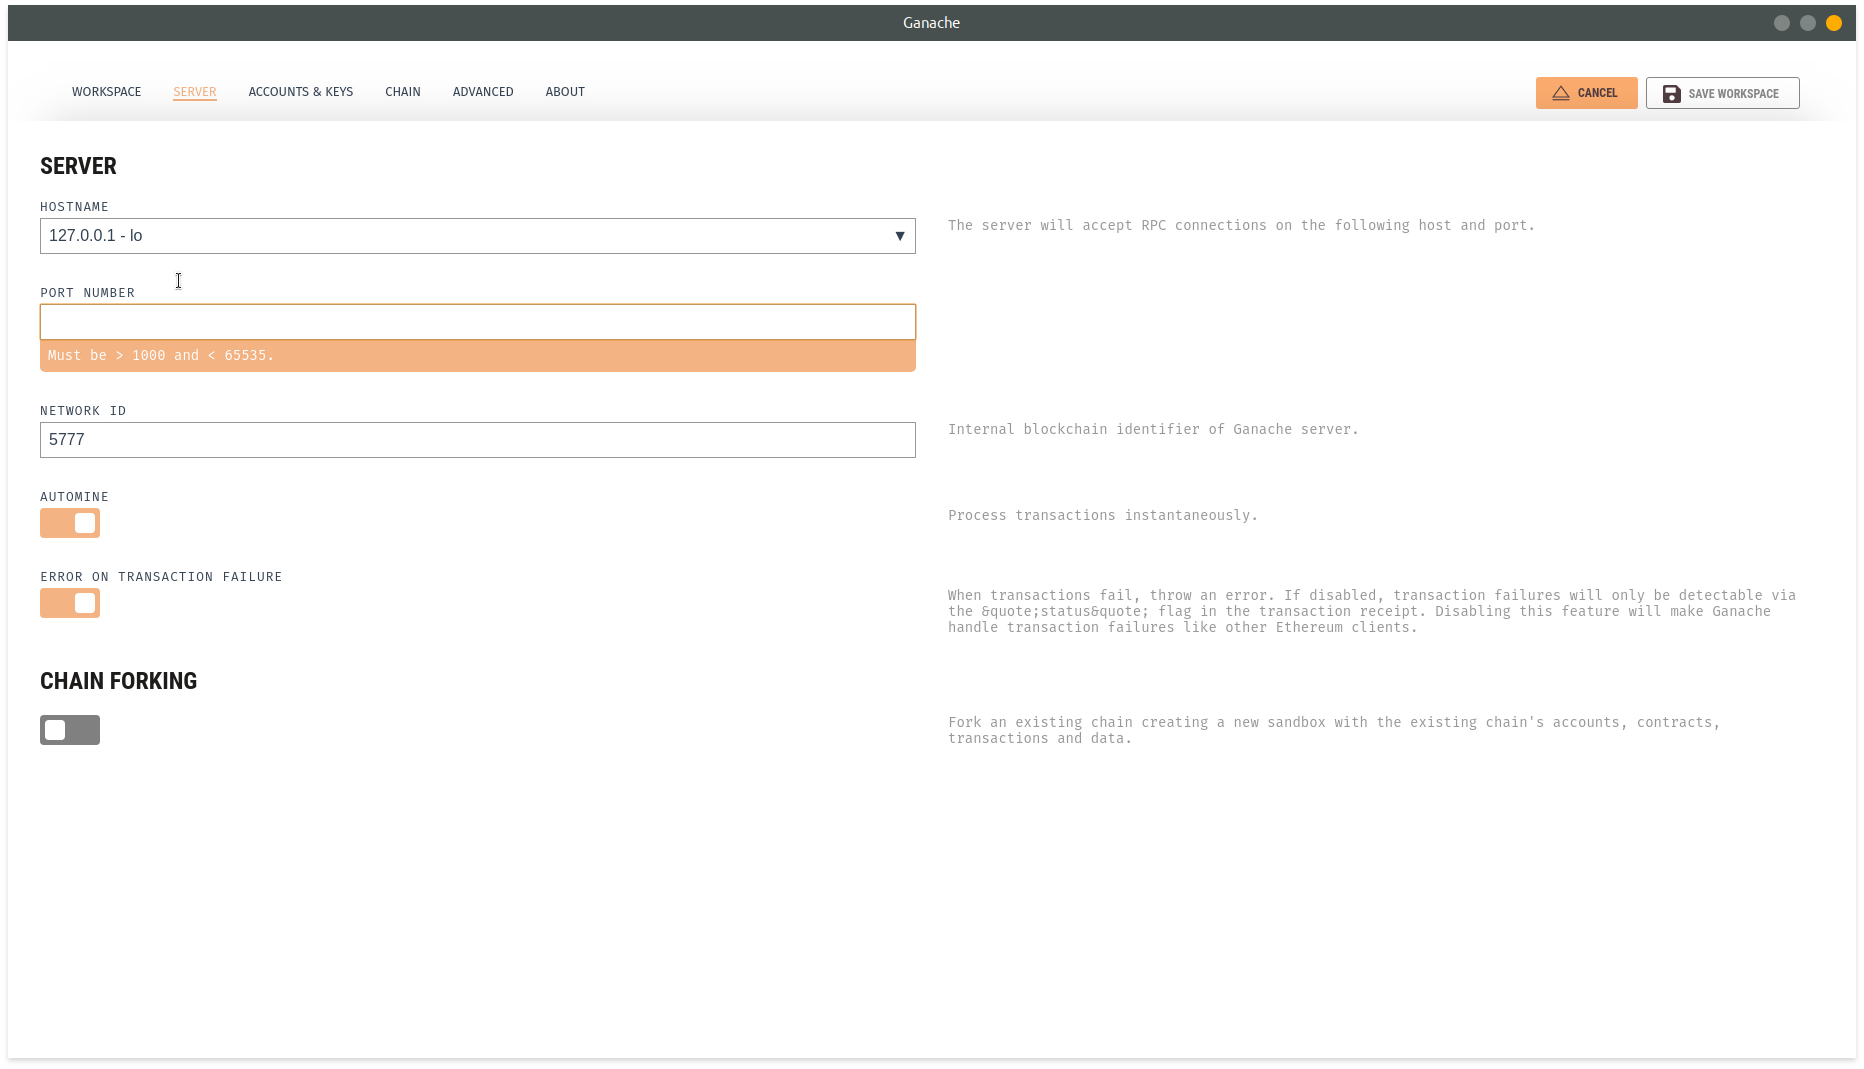 Ganache
WORKSPACE SERVER ACCOUNTS & KEYS CHAIN ADVANCED ABOUT CANCEL SAVE WORKSPACE
SERVER
HOSTNAME
127.0.0.1 - lo
The server will accept RPC connections on the following host and port.
PORT NUMBER
Must be > 1000 and < 65535.
NETWORK ID
5777
Internal blockchain identifier of Ganache server.
AUTOMINE
Process transactions instantaneously.
ERROR ON TRANSACTION FAILURE
When transactions fail, throw an error. If disabled, transaction failures will only be detectable via
the &quote;status&quote; flag in the transaction receipt. Disabling this feature will make Ganache
handle transaction failures like other Ethereum clients.
CHAIN FORKING
Fork an existing chain creating a new sandbox with the existing chain's accounts, contracts,
transactions and data.